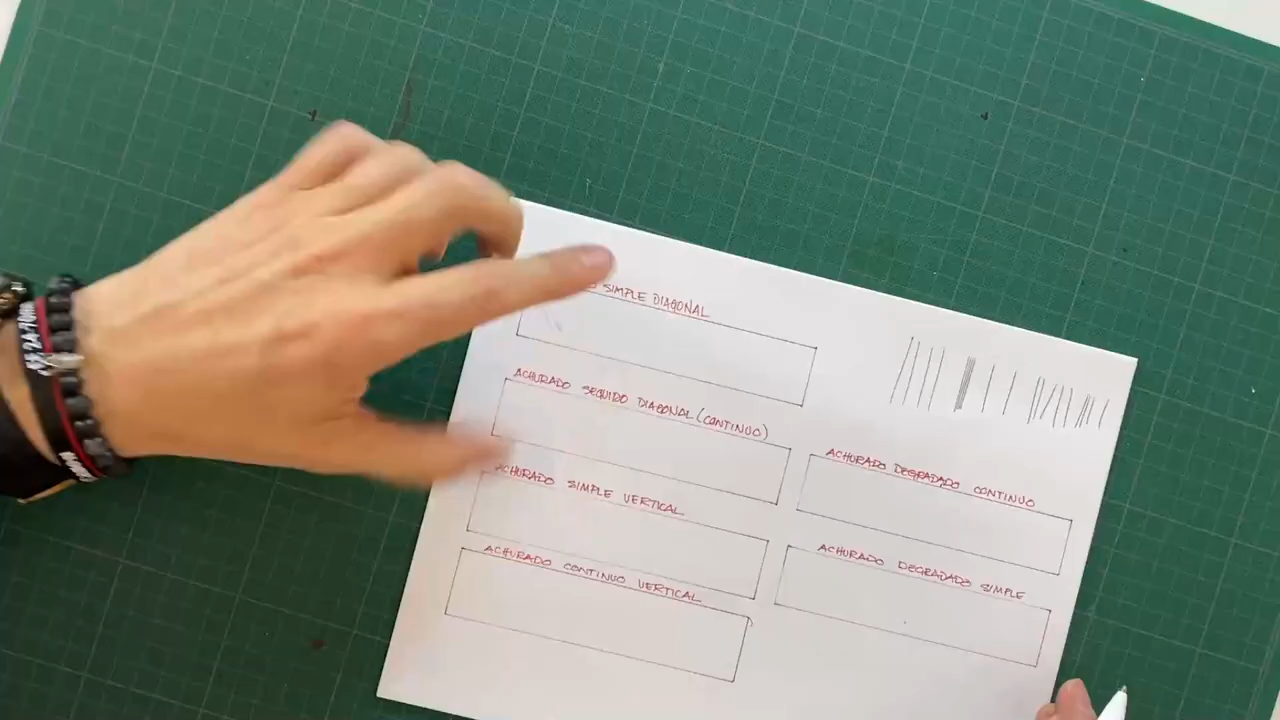 SIMPLE DIAGONAL
ACHURADO SEGUIDO DIAGONAL (CONTINUO)
ACHURADO SIMPLE VERTICAL
ACHURADO CONTINUO VERTICAL
ACHURADO DEGRADADO CONTINUO
ACHURADO DEGRADADO SIMPLE